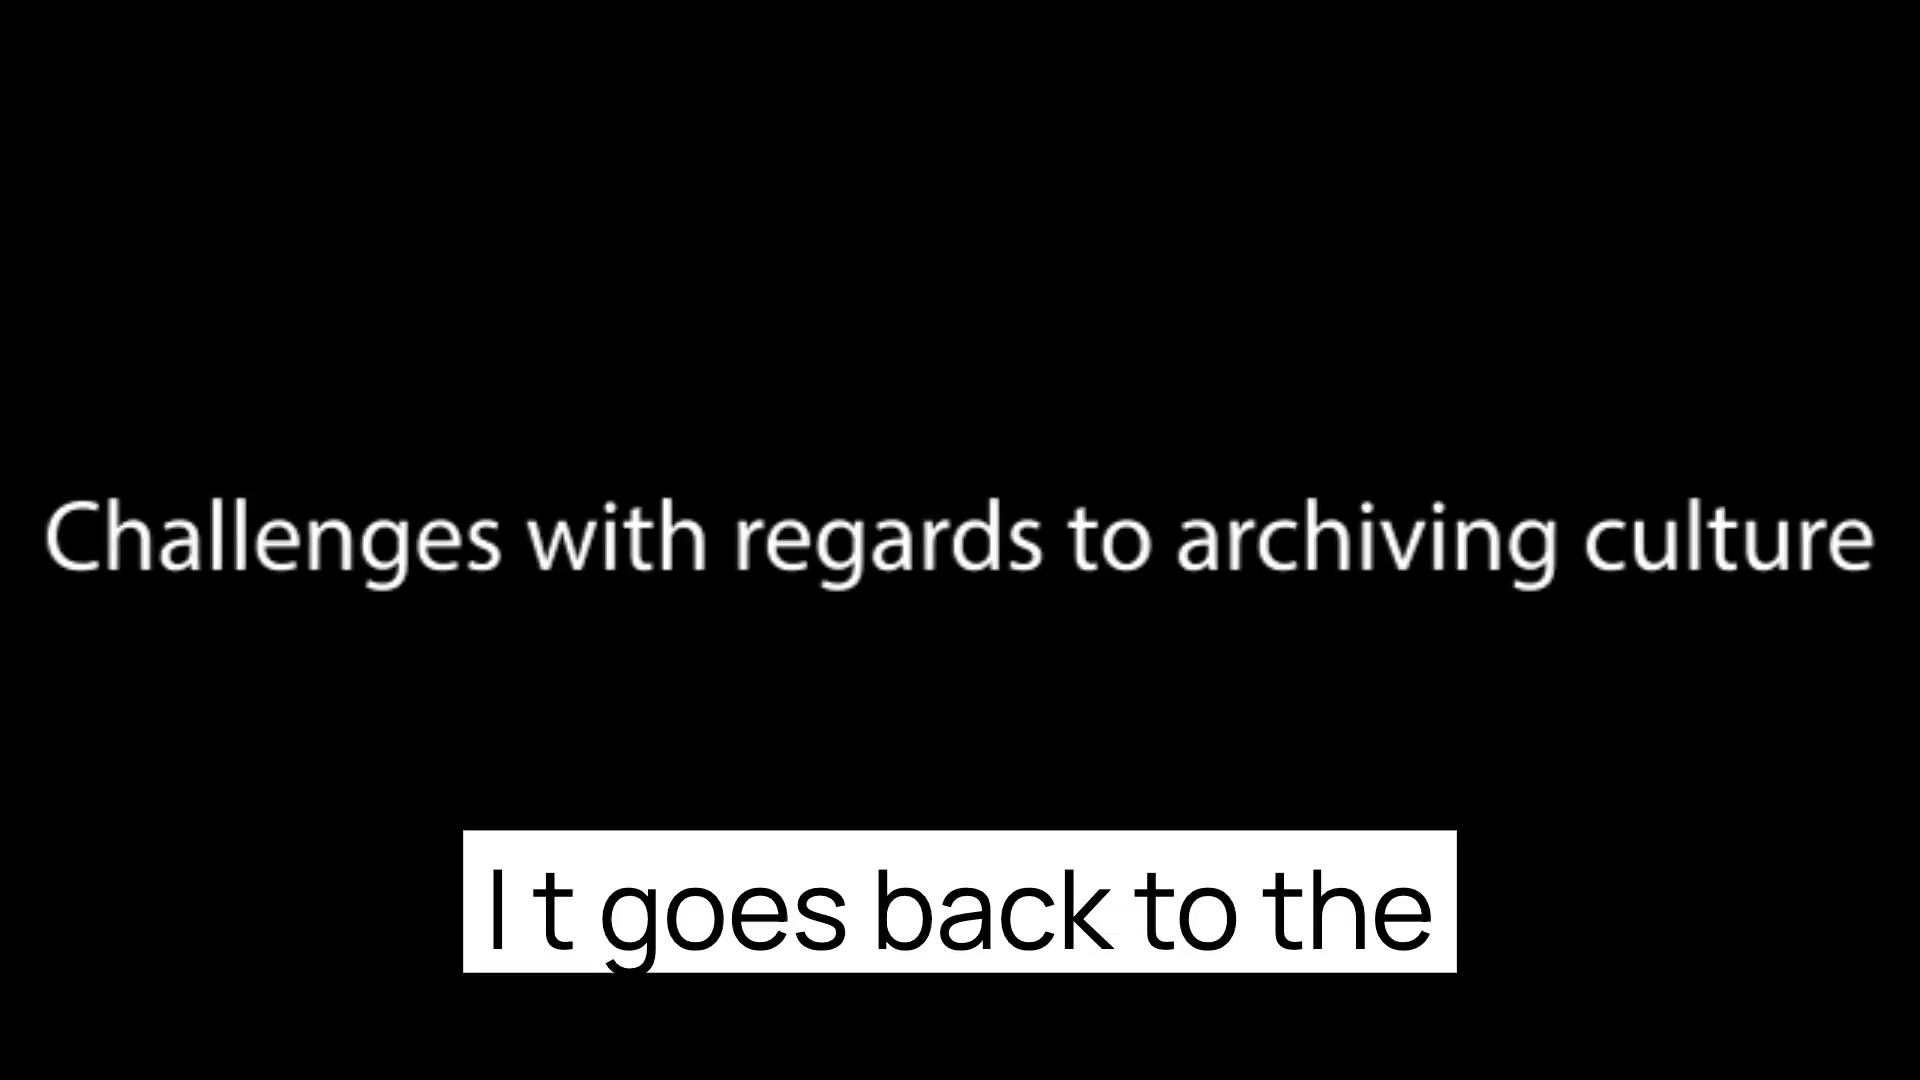 Challenges with regards to archiving culture
I t goes back to the